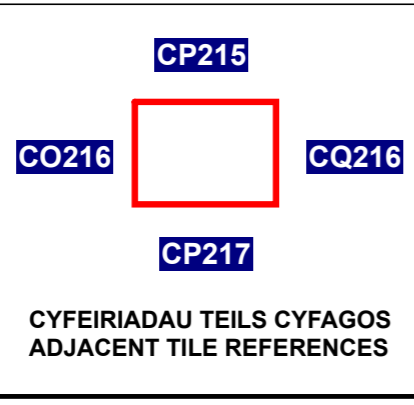 CP215
CO216
CQ216
CP217
CYFEIRIADAU TEILS CYFAGOS
ADJACENT TILE REFERENCES